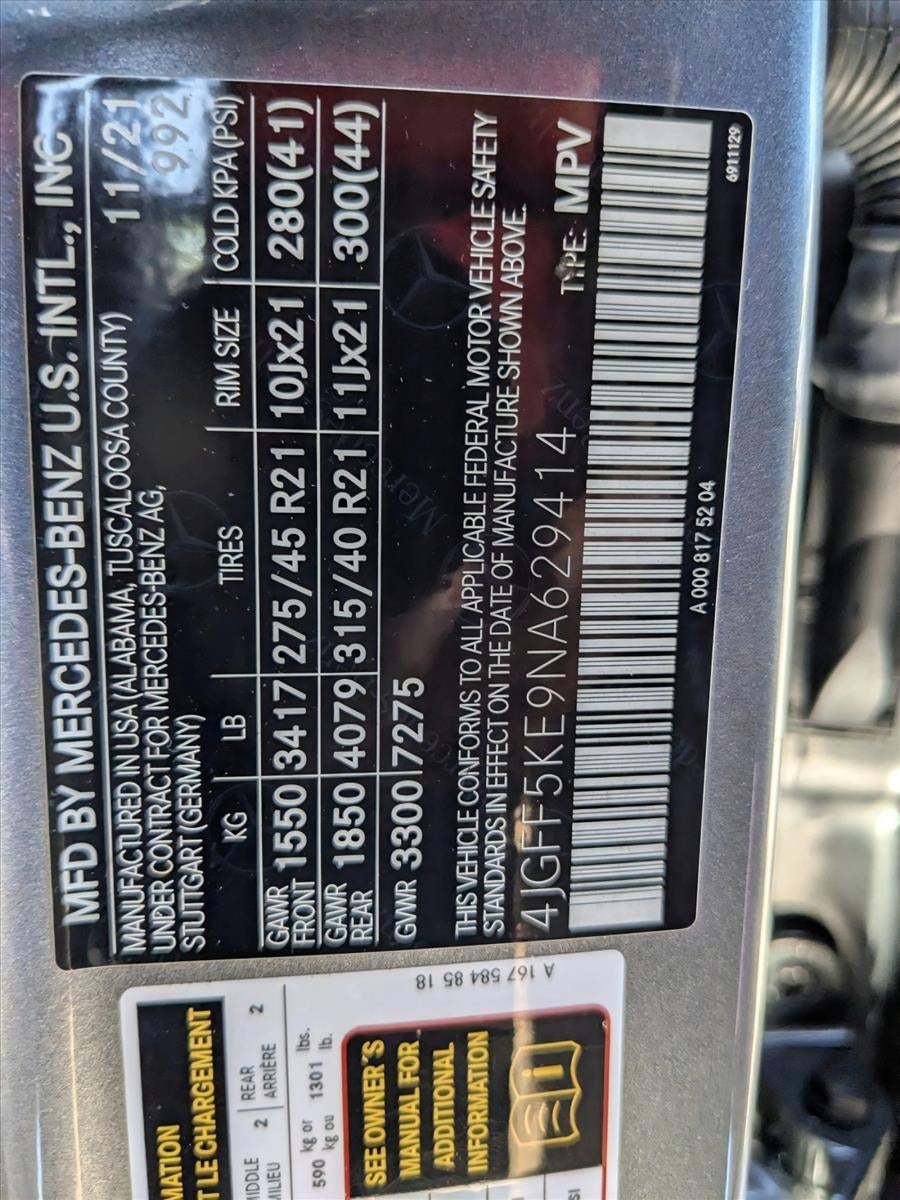 MFD BY MERCEDES-BENZ U.S. INTL., INC
MANUFACTURED IN USA (ALABAMA, TUSCALOOSA COUNTY) 11/21
UNDER CONTRACT FOR MERCEDES-BENZ AG, 992
STUTTGART (GERMANY)
KG LB TIRES RIM SIZE COLD KPA (PSI)
GAWR FRONT 1550 3417 275/45 R21 10Jx21 280(41)
GAWR REAR 1850 4079 315/40 R21 11Jx21 300(44)
GVWR 3300 7275
THIS VEHICLE CONFORMS TO ALL APPLICABLE FEDERAL MOTOR VEHICLE SAFETY
STANDARDS IN EFFECT ON THE DATE OF MANUFACTURE SHOWN ABOVE.
4JGFF5KE9NA629414 TYPE: MPV
A 000 817 52 04 6911129
A 167 584 85 18
LE CHARGEMENT
2 REAR 2
ARRIÈRE
590 kg or 1301 lbs.
kg ou lb.
SEE OWNER'S
MANUAL FOR
ADDITIONAL
INFORMATION